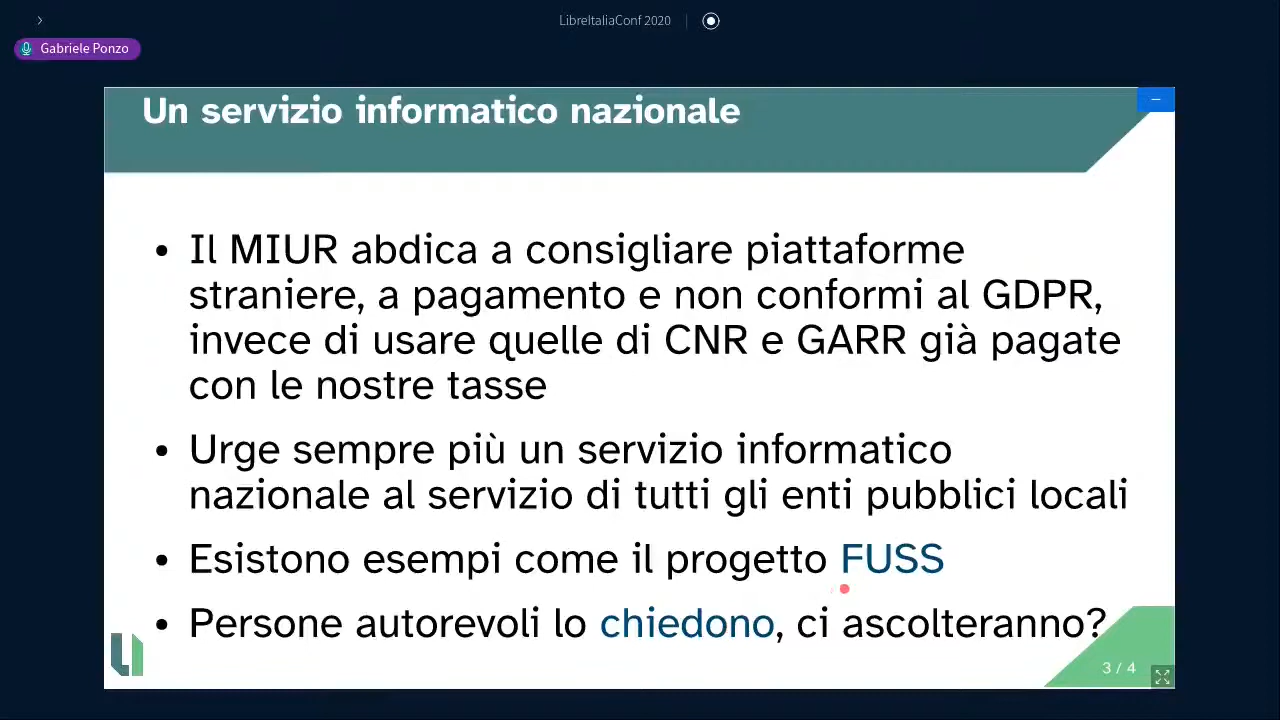 LibreItaliaConf 2020
Gabriele Ponzo
Un servizio informatico nazionale
• Il MIUR abdica a consigliare piattaforme
straniere, a pagamento e non conformi al GDPR,
invece di usare quelle di CNR e GARR già pagate
con le nostre tasse
• Urge sempre più un servizio informatico
nazionale al servizio di tutti gli enti pubblici locali
• Esistono esempi come il progetto FUSS
• Persone autorevoli lo chiedono, ci ascolteranno?
3 / 4